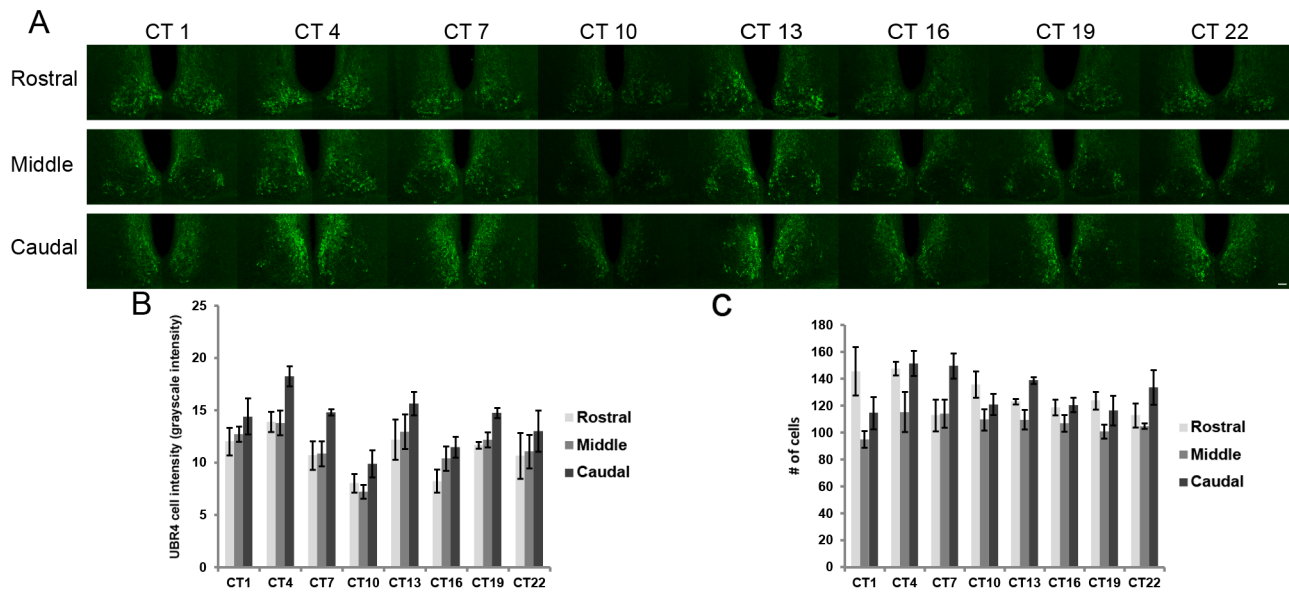 A
CT 1 CT 4 CT 7 CT 10 CT 13 CT 16 CT 19 CT 22
Rostral
Middle
Caudal
B
UBR4 cell intensity (grayscale intensity)
25
20
15
10
5
0
CT1 CT4 CT7 CT10 CT13 CT16 CT19 CT22
Rostral
Middle
Caudal
C
# of cells
180
160
140
120
100
80
60
40
20
0
CT1 CT4 CT7 CT10 CT13 CT16 CT19 CT22
Rostral
Middle
Caudal